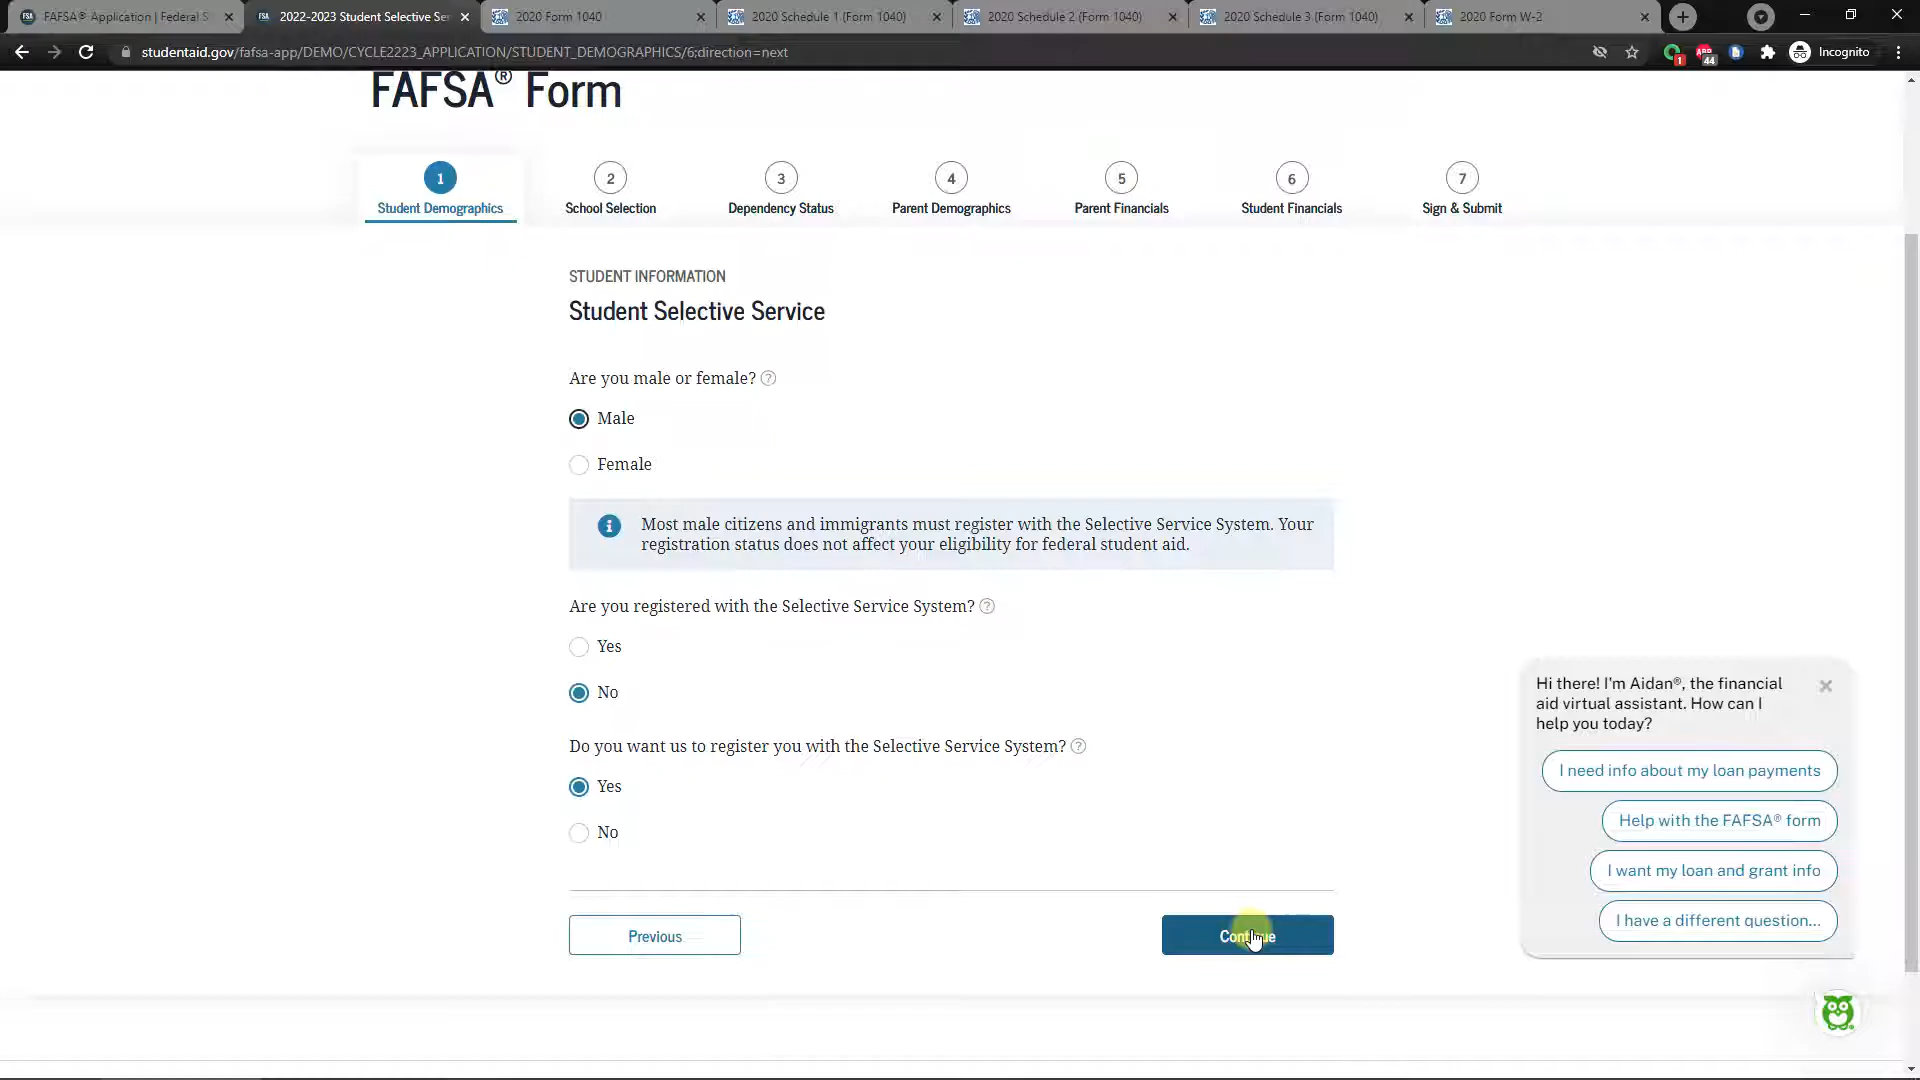 FAFSA® Application | Federal S
2022-2023 Student Selective Ser
2020 Form 1040
2020 Schedule 1 (Form 1040)
2020 Schedule 2 (Form 1040)
2020 Schedule 3 (Form 1040)
2020 Form W-2
studentaid.gov/fafsa-app/DEMO/CYCLE2223_APPLICATION/STUDENT_DEMOGRAPHICS/6;direction=next
1
44
Incognito
FAFSA® Form
1
2
3
4
5
6
7
Student Demographics
School Selection
Dependency Status
Parent Demographics
Parent Financials
Student Financials
Sign & Submit
STUDENT INFORMATION
Student Selective Service
Are you male or female? ?
Male
Female
i
Most male citizens and immigrants must register with the Selective Service System. Your
registration status does not affect your eligibility for federal student aid.
Are you registered with the Selective Service System? ?
Yes
No
Do you want us to register you with the Selective Service System? ?
Yes
No
Previous
Continue
Hi there! I'm Aidan®, the financial
aid virtual assistant. How can I
help you today?
I need info about my loan payments
Help with the FAFSA® form
I want my loan and grant info
I have a different question...